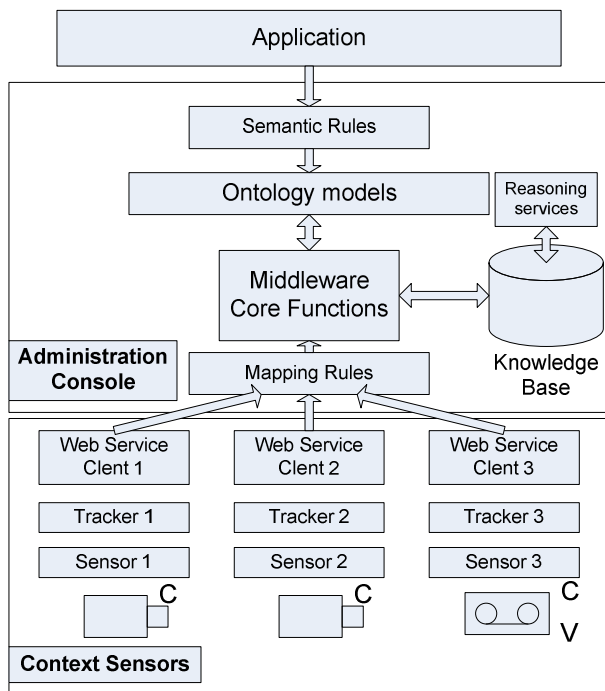 Application
Semantic Rules
Ontology models
Reasoning
services
Middleware
Core Functions
Knowledge
Base
Administration
Console
Mapping Rules
Web Service
Clent 1
Web Service
Clent 2
Web Service
Clent 3
Tracker 1
Tracker 2
Tracker 3
Sensor 1
Sensor 2
Sensor 3
C
C
C
V
Context Sensors